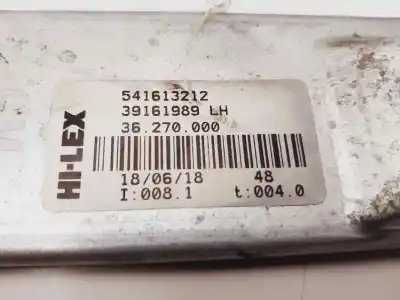 HI-LEX
541613212
39161989 LH
36.270.000
18/06/18 48
I:008.1 t:004.0